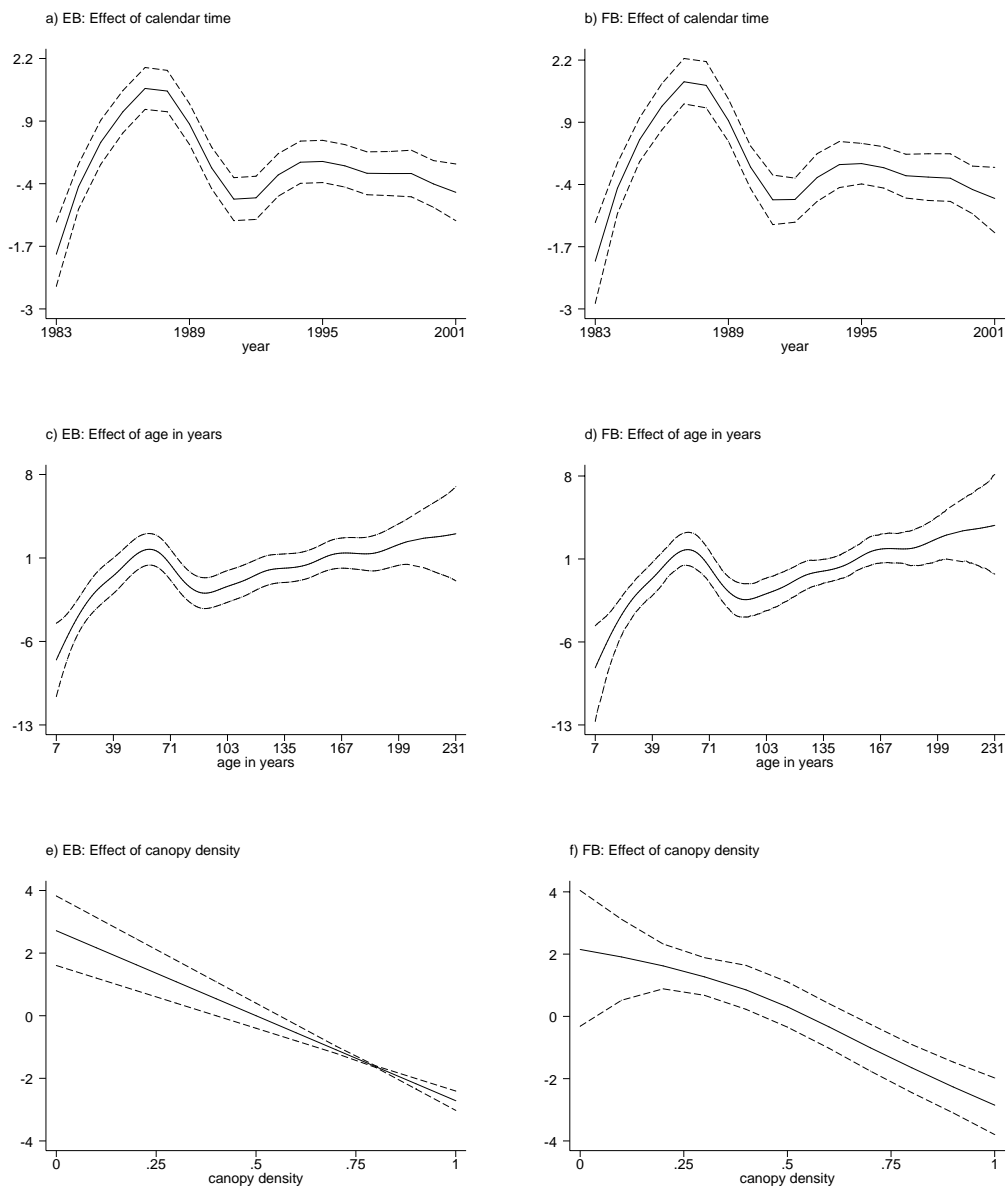 a) EB: Effect of calendar time
2.2
.9
-.4
-1.7
-3
1983 1989 1995 2001
year
b) FB: Effect of calendar time
2.2
.9
-.4
-1.7
-3
1983 1989 1995 2001
year
c) EB: Effect of age in years
8
1
-6
-13
7 39 71 103 135 167 199 231
age in years
d) FB: Effect of age in years
8
1
-6
-13
7 39 71 103 135 167 199 231
age in years
e) EB: Effect of canopy density
4
2
0
-2
-4
0 .25 .5 .75 1
canopy density
f) FB: Effect of canopy density
4
2
0
-2
-4
0 .25 .5 .75 1
canopy density